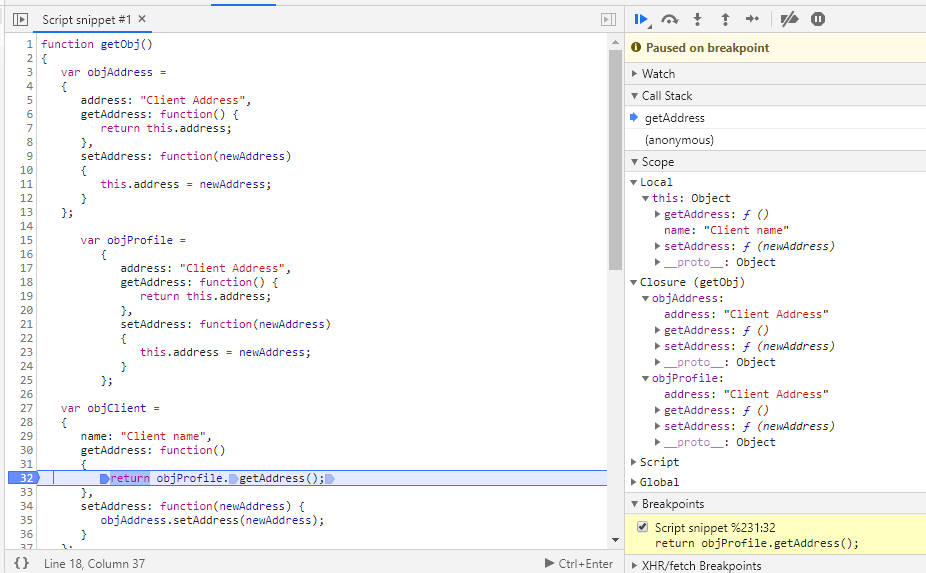 Script snippet #1 ×
1 function getObj()
2 {
3 var objAddress =
4 {
5 address: "Client Address",
6 getAddress: function() {
7 return this.address;
8 },
9 setAddress: function(newAddress)
10 {
11 this.address = newAddress;
12 }
13 };
14
15 var objProfile =
16 {
17 address: "Client Address",
18 getAddress: function() {
19 return this.address;
20 },
21 setAddress: function(newAddress)
22 {
23 this.address = newAddress;
24 }
25 };
26
27 var objClient =
28 {
29 name: "Client name",
30 getAddress: function()
31 {
32 return objProfile.getAddress();
33 },
34 setAddress: function(newAddress) {
35 objAddress.setAddress(newAddress);
36 }
37 };
{} Line 18, Column 37
Ctrl+Enter
Paused on breakpoint
Watch
Call Stack
getAddress
(anonymous)
Scope
Local
this: Object
getAddress: ƒ ()
name: "Client name"
setAddress: ƒ (newAddress)
__proto__: Object
Closure (getObj)
objAddress:
address: "Client Address"
getAddress: ƒ ()
setAddress: ƒ (newAddress)
__proto__: Object
objProfile:
address: "Client Address"
getAddress: ƒ ()
setAddress: ƒ (newAddress)
__proto__: Object
Script
Global
Breakpoints
Script snippet %231:32
return objProfile.getAddress();
XHR/fetch Breakpoints